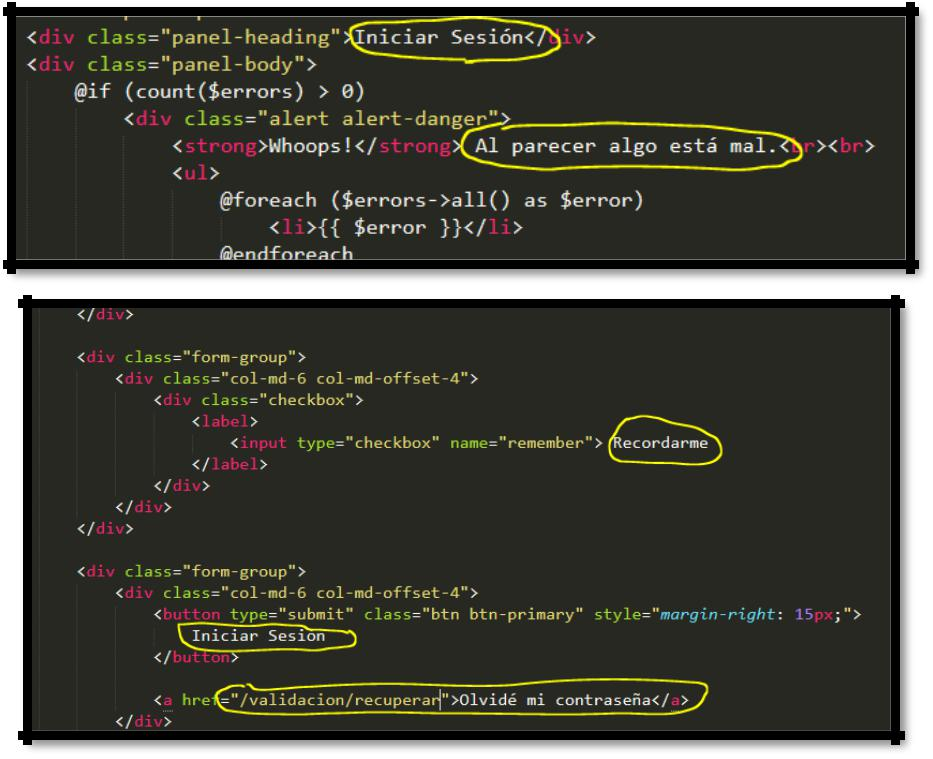 <div class="panel-heading">Iniciar Sesión</div>
<div class="panel-body">
@if (count($errors) > 0)
<div class="alert alert-danger">
<strong>Whoops!</strong> Al parecer algo está mal.<br><br>
<ul>
@foreach ($errors->all() as $error)
<li>{{ $error }}</li>
@endforeach
</div>
<div class="form-group">
<div class="col-md-6 col-md-offset-4">
<div class="checkbox">
<label>
<input type="checkbox" name="remember"> Recordarme
</label>
</div>
</div>
</div>
<div class="form-group">
<div class="col-md-6 col-md-offset-4">
<button type="submit" class="btn btn-primary" style="margin-right: 15px;">
Iniciar Sesion
</button>
<a href="/validacion/recuperar">Olvidé mi contraseña</a>
</div>